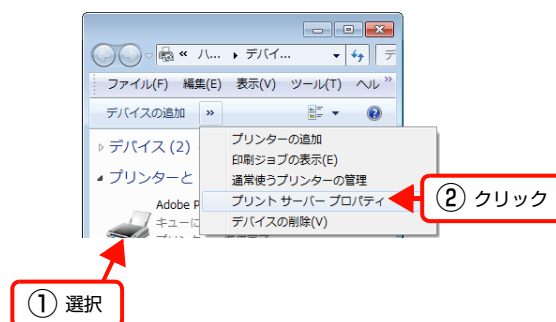 « ハ... ▸ デバイ... デ
ファイル(F) 編集(E) 表示(V) ツール(T) ヘル »
デバイスの追加 »
プリンターの追加
印刷ジョブの表示(E)
通常使うプリンターの管理
プリント サーバー プロパティ
デバイスの削除(V)
デバイス (2)
プリンターと
Adobe P
キューに
② クリック
① 選択